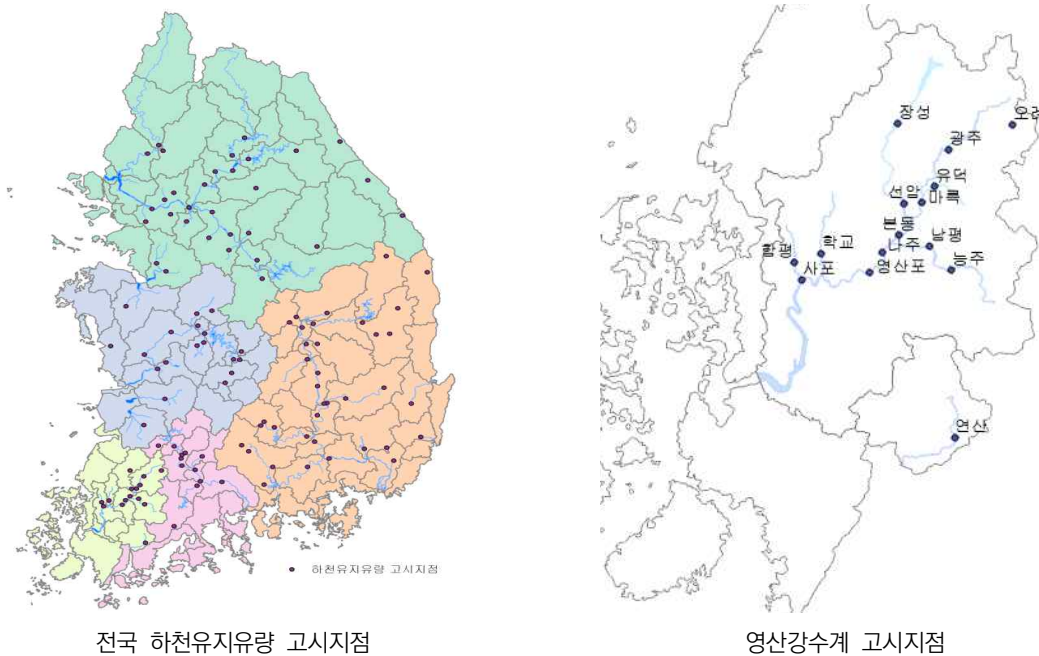 하천유지유량 고시지점
전국 하천유지유량 고시지점
장성
광주
유덕
선암
마륵
본동
남평
나주
학교
함평
사포
영산포
능주
연산
영산강수계 고시지점